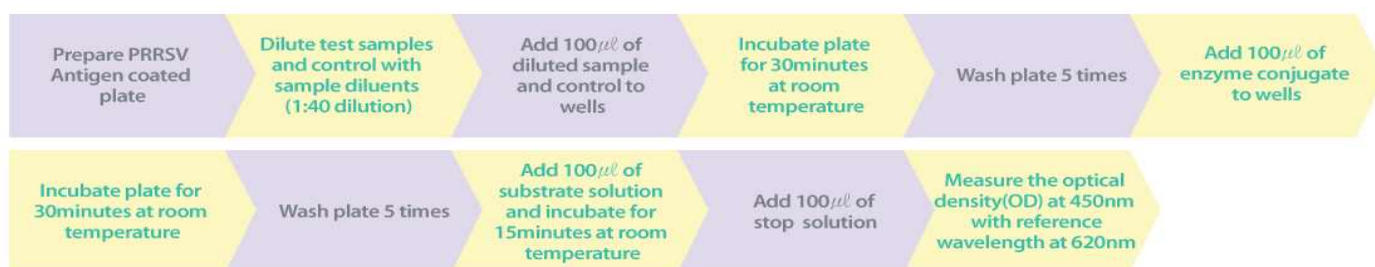 Prepare PRRSV
Antigen coated
plate
Dilute test samples
and control with
sample diluents
(1:40 dilution)
Add 100㎕ of
diluted sample
and control to
wells
Incubate plate
for 30minutes
at room
temperature
Wash plate 5 times
Add 100㎕ of
enzyme conjugate
to wells
Incubate plate for
30minutes at room
temperature
Wash plate 5 times
Add 100㎕ of
substrate solution
and incubate for
15minutes at room
temperature
Add 100㎕ of
stop solution
Measure the optical
density(OD) at 450nm
with reference
wavelength at 620nm